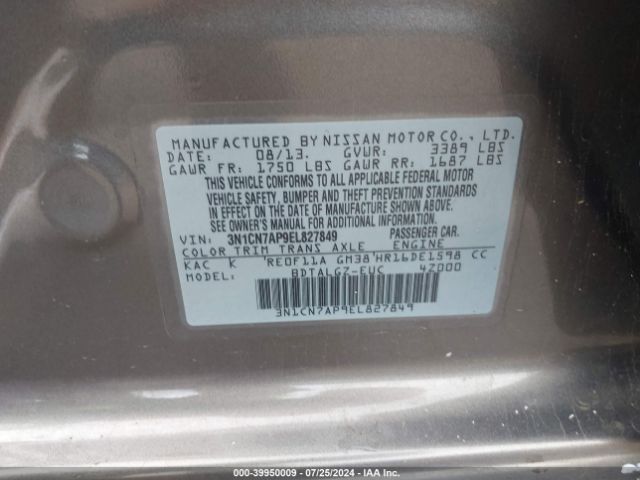 MANUFACTURED BY NISSAN MOTOR CO., LTD.
DATE: 08/13. GVWR: 3389 LBS
GAWR FR: 1750 LBS GAWR RR: 1687 LBS
THIS VEHICLE CONFORMS TO ALL APPLICABLE FEDERAL MOTOR
VEHICLE SAFETY, BUMPER AND THEFT PREVENTION STANDARDS
IN EFFECT ON THE DATE OF MANUFACTURE SHOWN ABOVE.
SEE OWNER'S MANUAL FOR ADDITIONAL INFORMATION.
VIN: 3N1CN7AP9EL827849 PASSENGER CAR.
COLOR TRIM TRANS AXLE ENGINE
KAC K RE0F11A GM38 HR16DE1598 CC
MODEL: BDTALGZ-EUC 4Z000
3N1CN7AP9EL827849
000-39950009 - 07/25/2024 - IAA Inc.